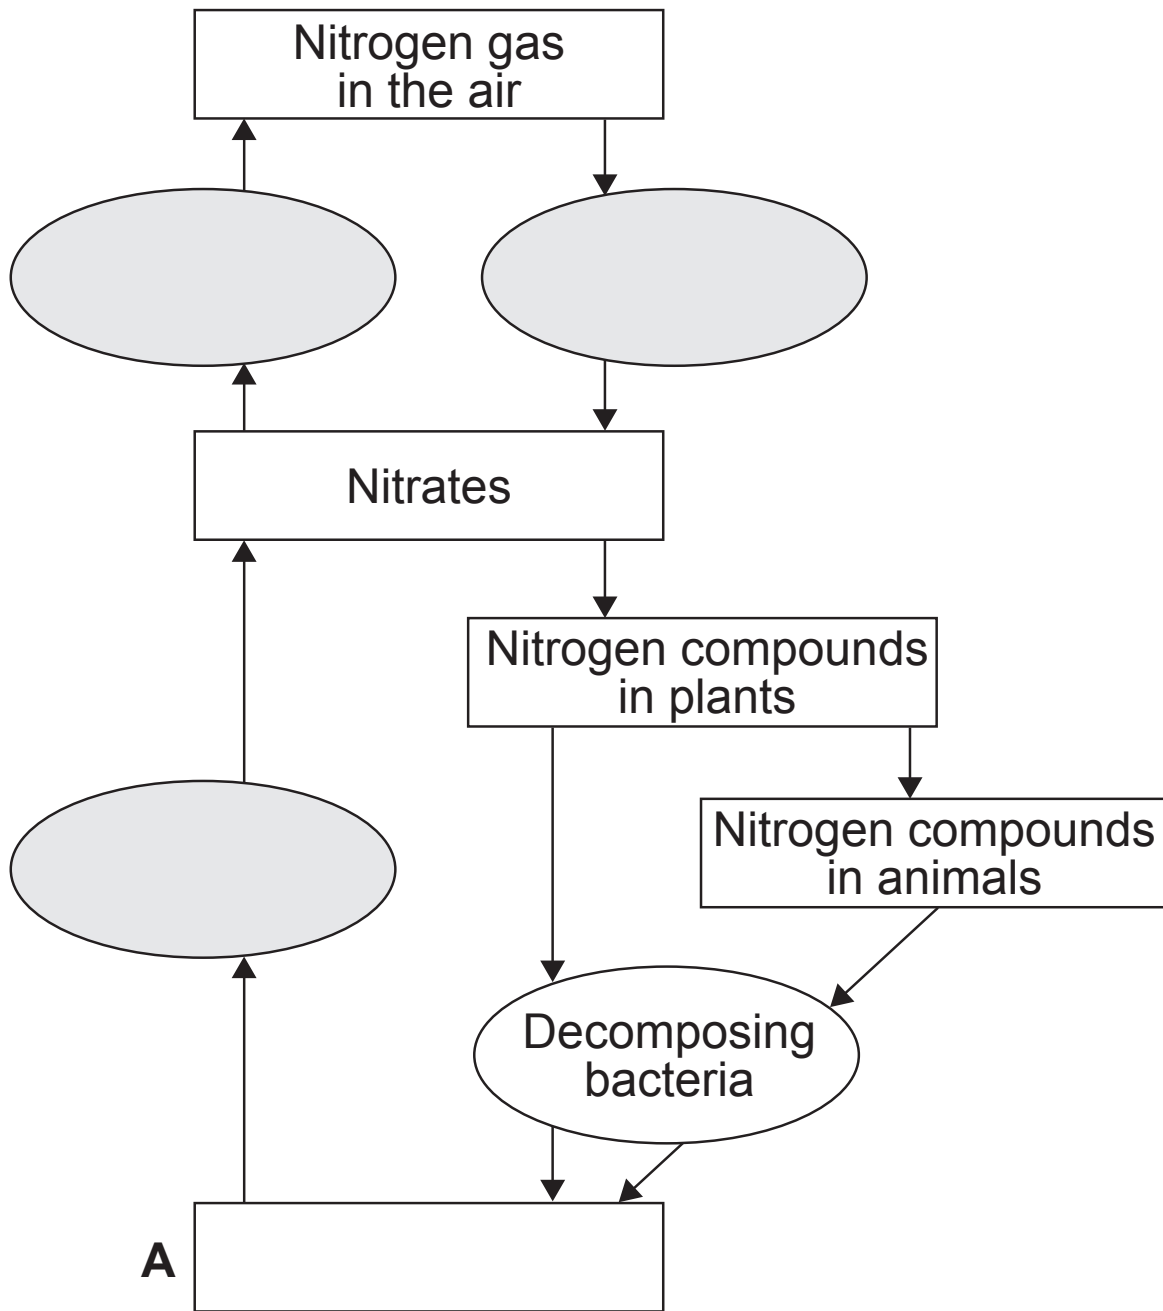 Nitrogen gas
in the air
Nitrates
Nitrogen compounds
in plants
Nitrogen compounds
in animals
Decomposing
bacteria
A